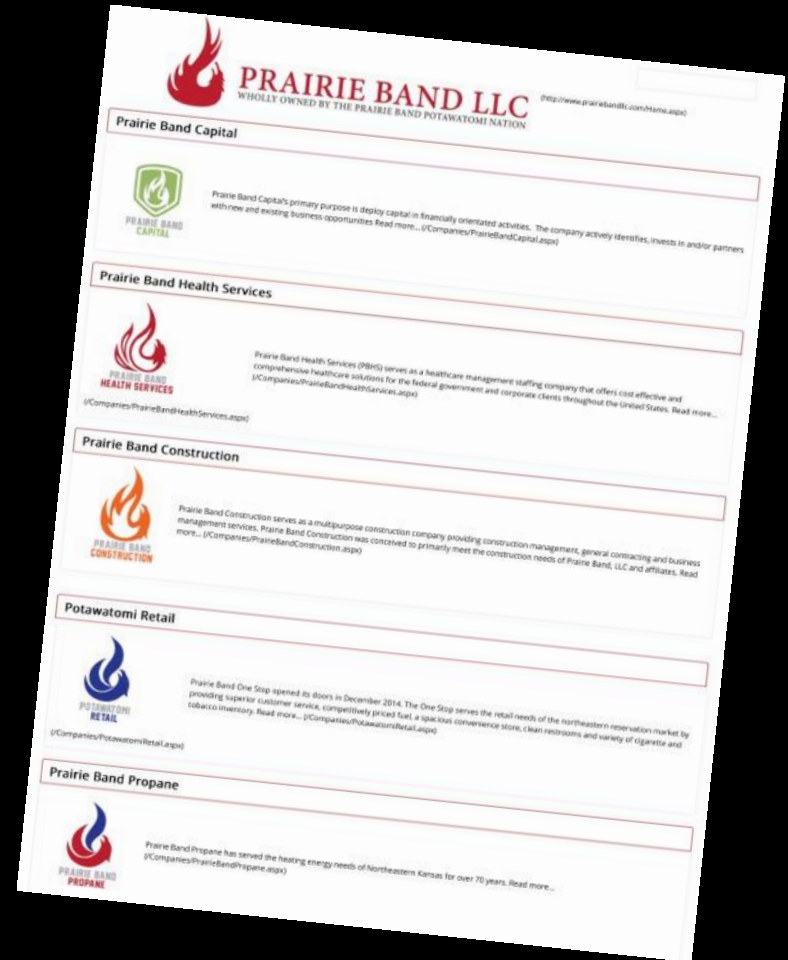 PRAIRIE BAND LLC
WHOLLY OWNED BY THE PRAIRIE BAND POTAWATOMI NATION
(http://www.prairiebandllc.com/Home.aspx)
Prairie Band Capital
PRAIRIE BAND
CAPITAL
Prairie Band Capital's primary purpose is deploy capital in financially orientated activities. The company actively identifies, invests in and/or partners
with new and existing business opportunities Read more... (/Companies/PrairieBandCapital.aspx)
Prairie Band Health Services
PRAIRIE BAND
HEALTH SERVICES
Prairie Band Health Services (PBHS) serves as a healthcare management staffing company that offers cost effective and
comprehensive healthcare solutions for the federal government and corporate clients throughout the United States. Read more...
(/Companies/PrairieBandHealthServices.aspx)
(/Companies/PrairieBandHealthServices.aspx)
Prairie Band Construction
PRAIRIE BAND
CONSTRUCTION
Prairie Band Construction serves as a multipurpose construction company providing construction management, general contracting and business
management services. Prairie Band Construction was conceived to primarily meet the construction needs of Prairie Band, LLC and affiliates. Read
more... (/Companies/PrairieBandConstruction.aspx)
Potawatomi Retail
POTAWATOMI
RETAIL
Prairie Band One Stop opened its doors in December 2014. The One Stop serves the retail needs of the northeastern reservation market by
providing superior customer service, competitively priced fuel, a spacious convenience store, clean restrooms and variety of cigarette and
tobacco inventory. Read more... (/Companies/PotawatomiRetail.aspx)
(/Companies/PotawatomiRetail.aspx)
Prairie Band Propane
PRAIRIE BAND
PROPANE
Prairie Band Propane has served the heating energy needs of Northeastern Kansas for over 70 years. Read more...
(/Companies/PrairieBandPropane.aspx)